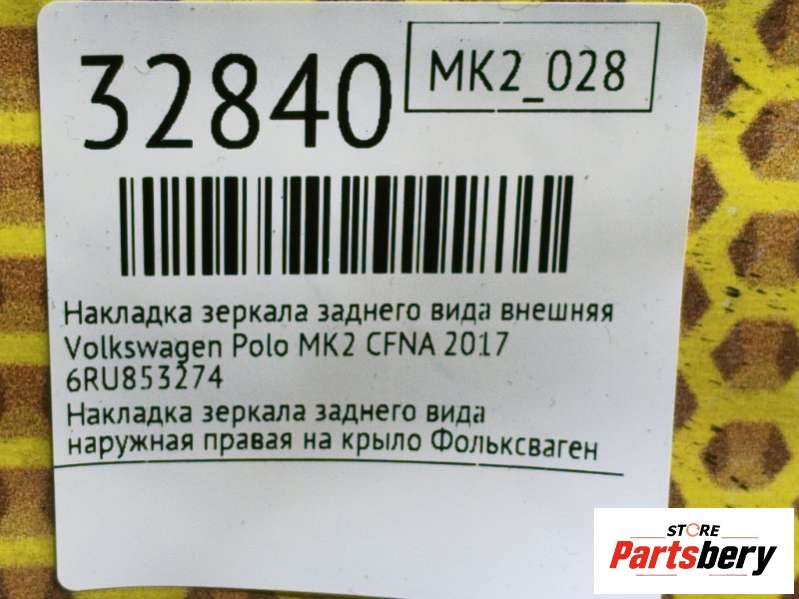 32840
MK2_028
Накладка зеркала заднего вида внешняя
Volkswagen Polo MK2 CFNA 2017
6RU853274
Накладка зеркала заднего вида
наружная правая на крыло Фольксваген
STORE
Partsbery